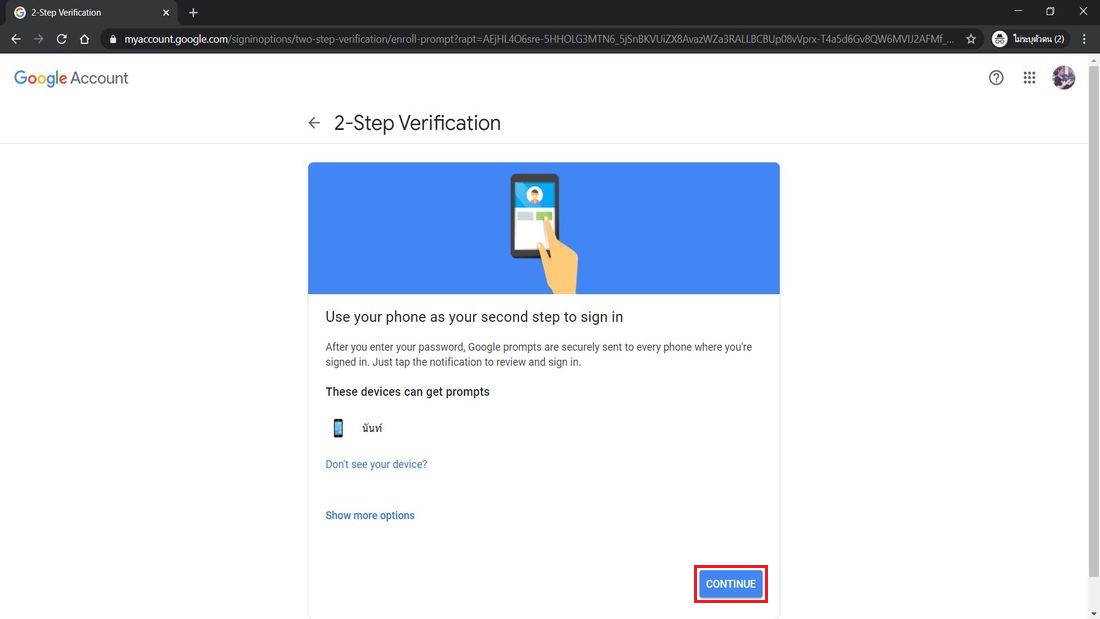 2-Step Verification
myaccount.google.com/signinoptions/two-step-verification/enroll-prompt?rapt=
ไม่ระบุตัวตน (2)
Google Account
2-Step Verification
Use your phone as your second step to sign in
After you enter your password, Google prompts are securely sent to every phone where you're
signed in. Just tap the notification to review and sign in.
These devices can get prompts
นันท์
Don't see your device?
Show more options
CONTINUE